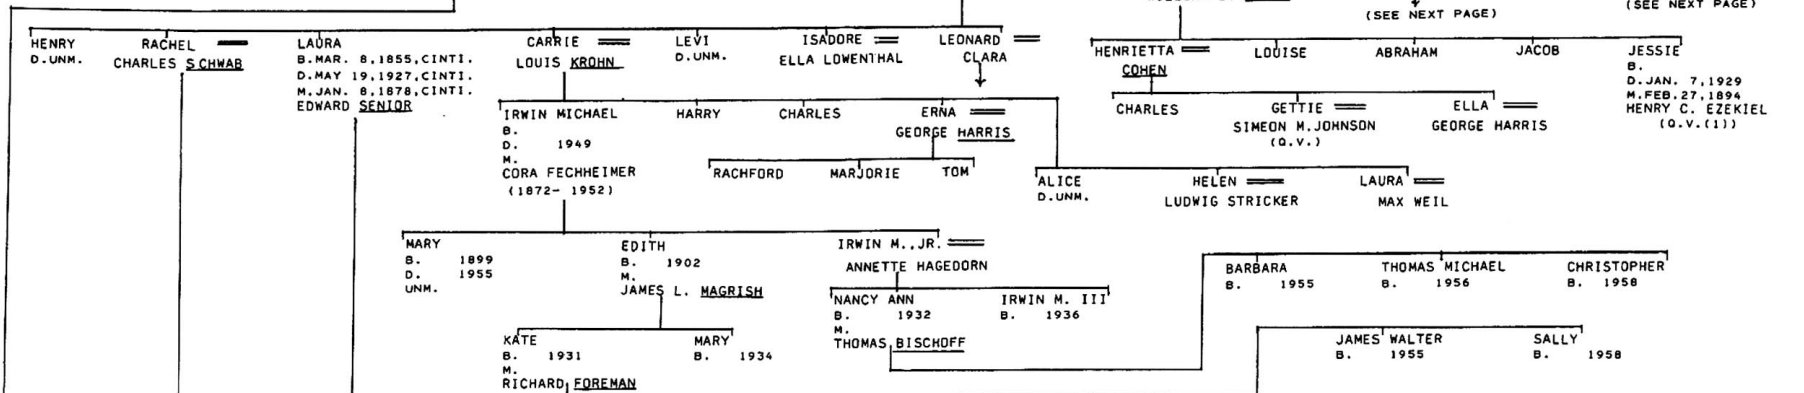 (SEE NEXT PAGE)
(SEE NEXT PAGE)
HENRY
D.UNM.
RACHEL
CHARLES SCHWAB
LAURA
B.MAR. 8,1855,CINTI.
D.MAY 19,1927,CINTI.
M.JAN. 8,1878,CINTI.
EDWARD SENIOR
CARRIE
LOUIS KROHN
LEVI
D.UNM.
ISADORE
ELLA LOWENTHAL
LEONARD
CLARA
HENRIETTA
COHEN
LOUISE
ABRAHAM
JACOB
JESSIE
B.
D.JAN. 7,1929
M.FEB.27,1894
HENRY C. EZEKIEL
(Q.V.(1))
IRWIN MICHAEL
B.
D. 1949
M.
CORA FECHHEIMER
(1872- 1952)
HARRY
CHARLES
ERNA
GEORGE HARRIS
CHARLES
GETTIE
SIMEON M.JOHNSON
(Q.V.)
ELLA
GEORGE HARRIS
RACHFORD
MARJORIE
TOM
ALICE
D.UNM.
HELEN
LUDWIG STRICKER
LAURA
MAX WEIL
MARY
B. 1899
D. 1955
UNM.
EDITH
B. 1902
M.
JAMES L. MAGRISH
IRWIN M.,JR.
ANNETTE HAGEDORN
BARBARA
B. 1955
THOMAS MICHAEL
B. 1956
CHRISTOPHER
B. 1958
NANCY ANN
B. 1932
M.
THOMAS BISCHOFF
IRWIN M. III
B. 1936
KATE
B. 1931
M.
RICHARD FOREMAN
MARY
B. 1934
JAMES WALTER
B. 1955
SALLY
B. 1958